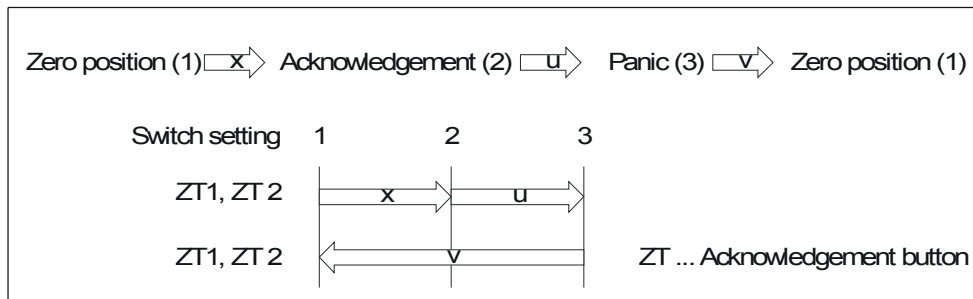 Zero position (1) x Acknowledgement (2) u Panic (3) v Zero position (1)
Switch setting 1 2 3
ZT1, ZT 2 x u
ZT1, ZT 2 v ZT ... Acknowledgement button